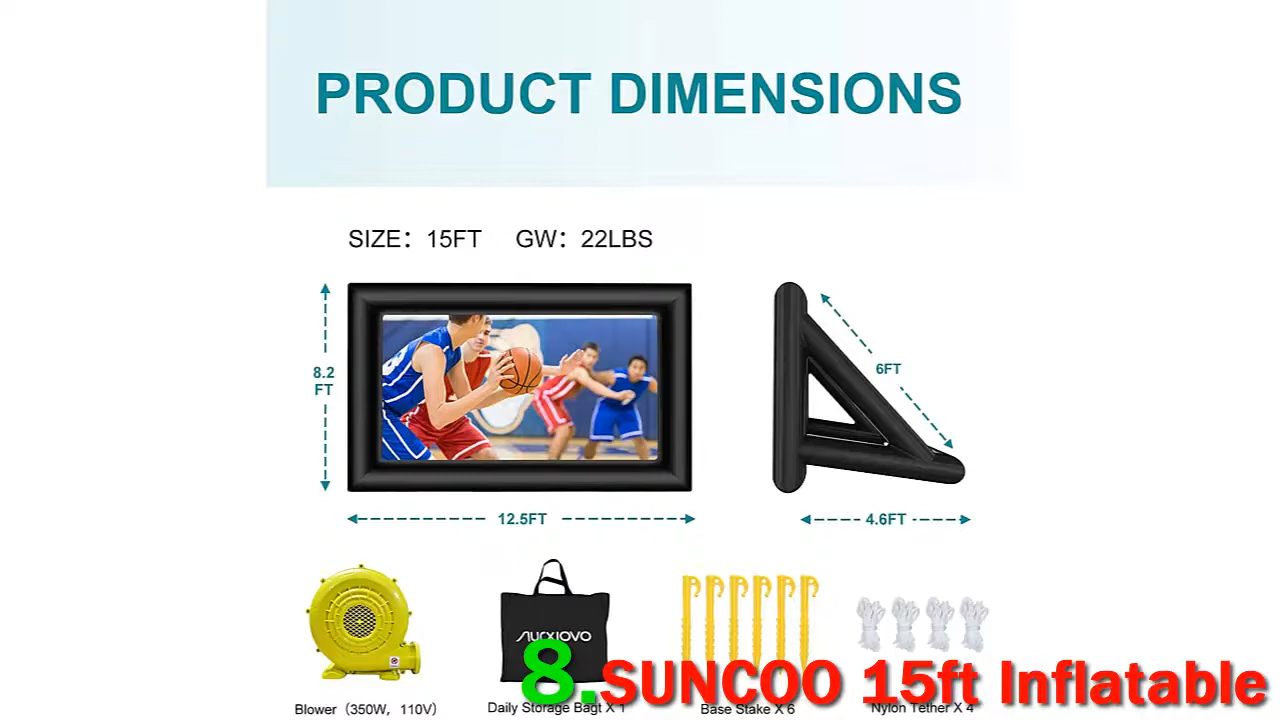 PRODUCT DIMENSIONS
SIZE： 15FT GW： 22LBS
8.2
FT
6FT
12.5FT
4.6FT
NURXIOVO
8.SUNCOO 15ft Inflatable
Blower（350W，110V）
Daily Storage Bagt X 1
Base Stake X 6
Nylon Tether X 4